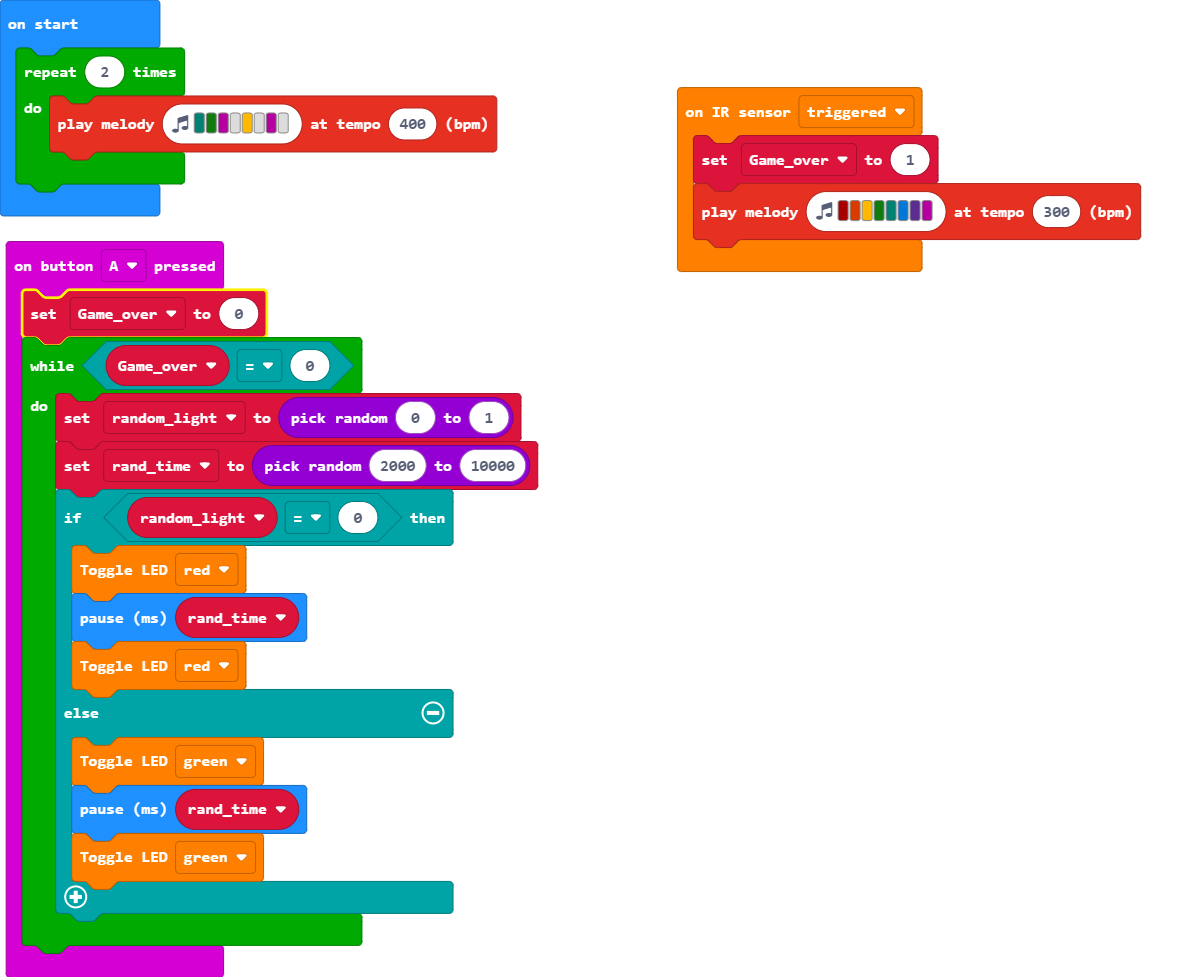 on start
repeat 2 times
do play melody at tempo 400 (bpm)
on IR sensor triggered
set Game_over to 1
play melody at tempo 300 (bpm)
on button A pressed
set Game_over to 0
while Game_over = 0
do set random_light to pick random 0 to 1
set rand_time to pick random 2000 to 10000
if random_light = 0 then
Toggle LED red
pause (ms) rand_time
Toggle LED red
else
Toggle LED green
pause (ms) rand_time
Toggle LED green